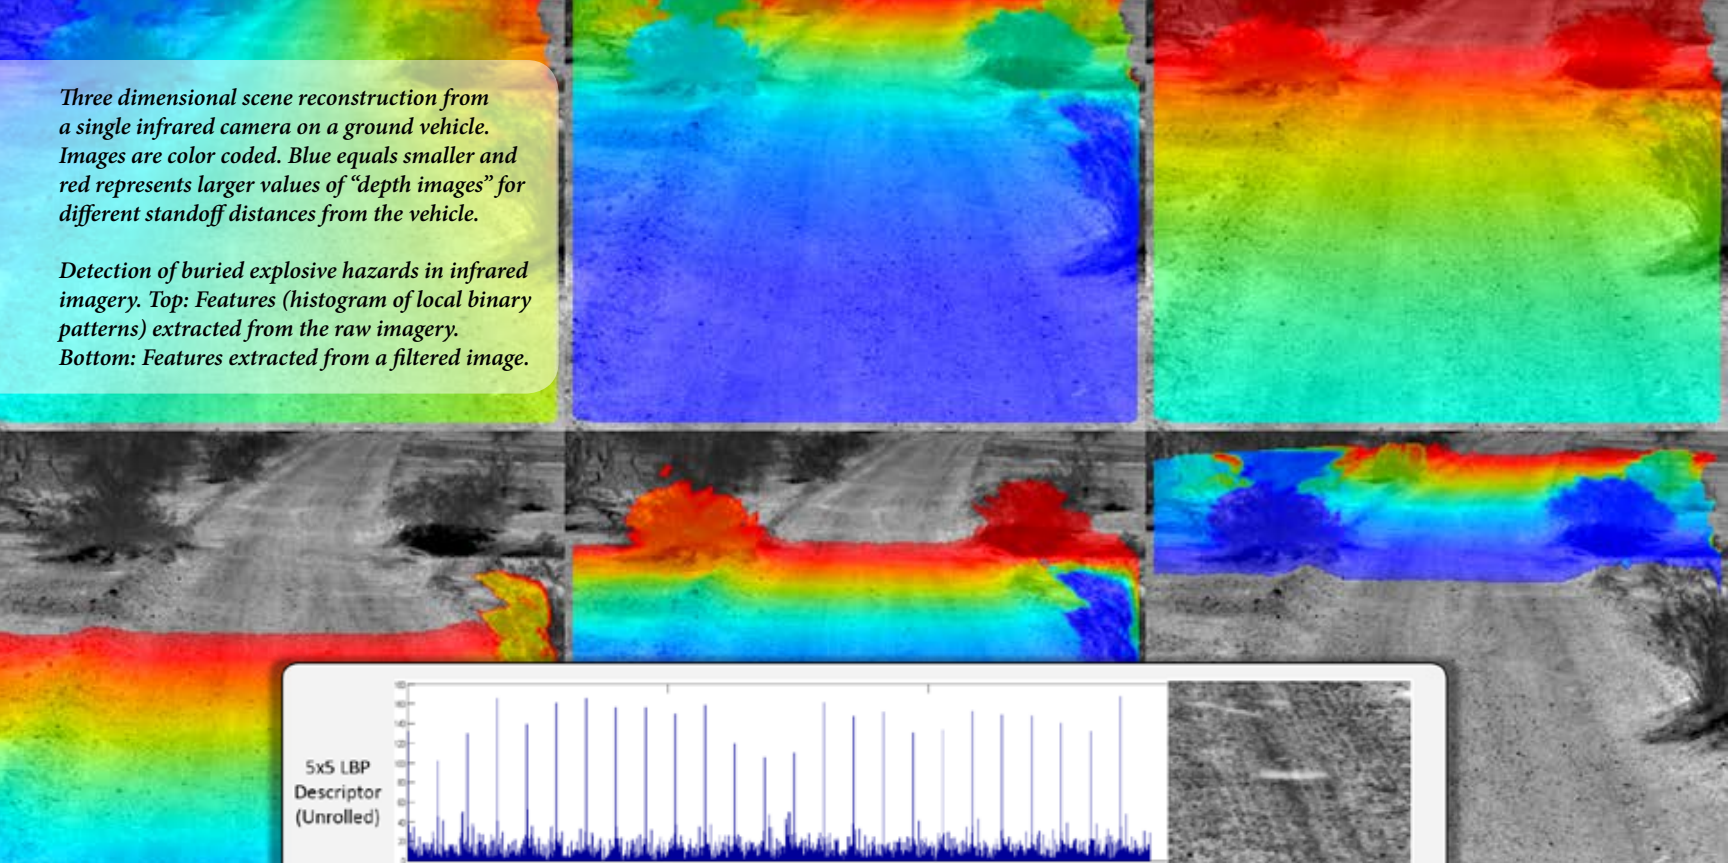 Three dimensional scene reconstruction from
a single infrared camera on a ground vehicle.
Images are color coded. Blue equals smaller and
red represents larger values of “depth images” for
different standoff distances from the vehicle.
Detection of buried explosive hazards in infrared
imagery. Top: Features (histogram of local binary
patterns) extracted from the raw imagery.
Bottom: Features extracted from a filtered image.
5x5 LBP
Descriptor
(Unrolled)